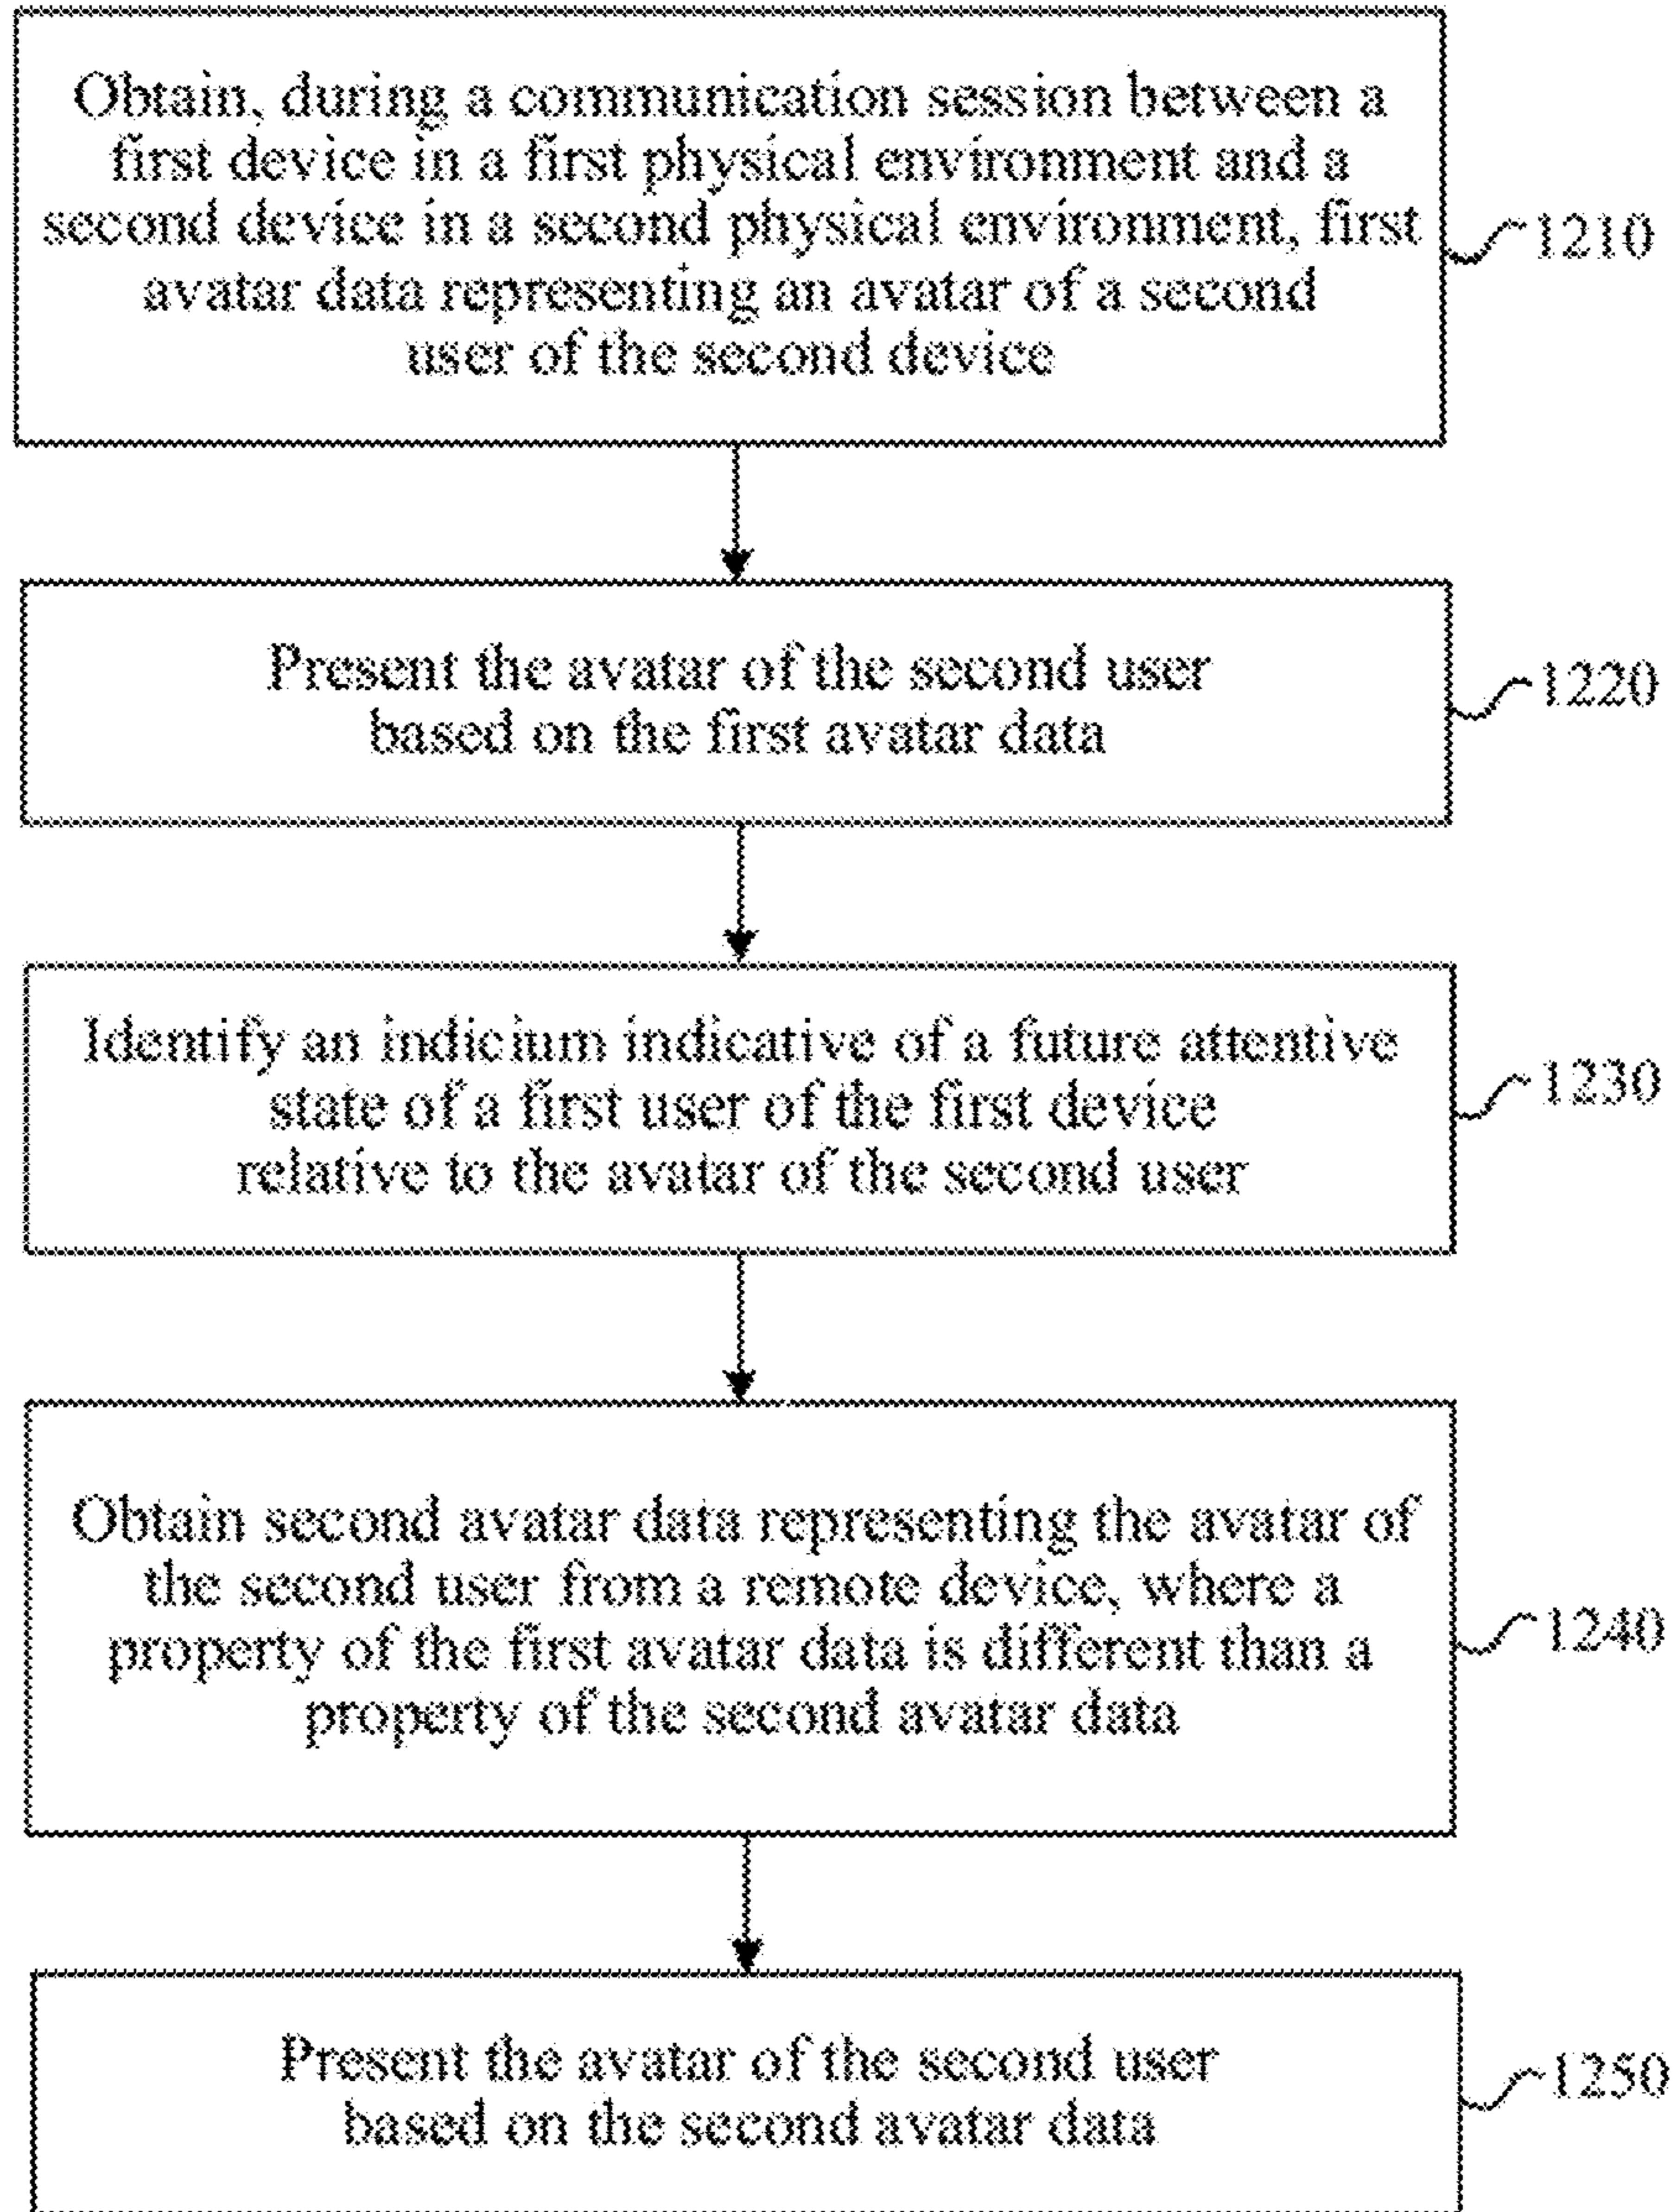 Obtain, during a communication session between a
first device in a first physical environment and a
second device in a second physical environment, first
avatar data representing an avatar of a second
user of the second device
1210
Present the avatar of the second user
based on the first avatar data
1220
Identify an indicium indicative of a future attentive
state of a first user of the first device
relative to the avatar of the second user
1230
Obtain second avatar data representing the avatar of
the second user from a remote device, where a
property of the first avatar data is different than a
property of the second avatar data
1240
Present the avatar of the second user
based on the second avatar data
1250